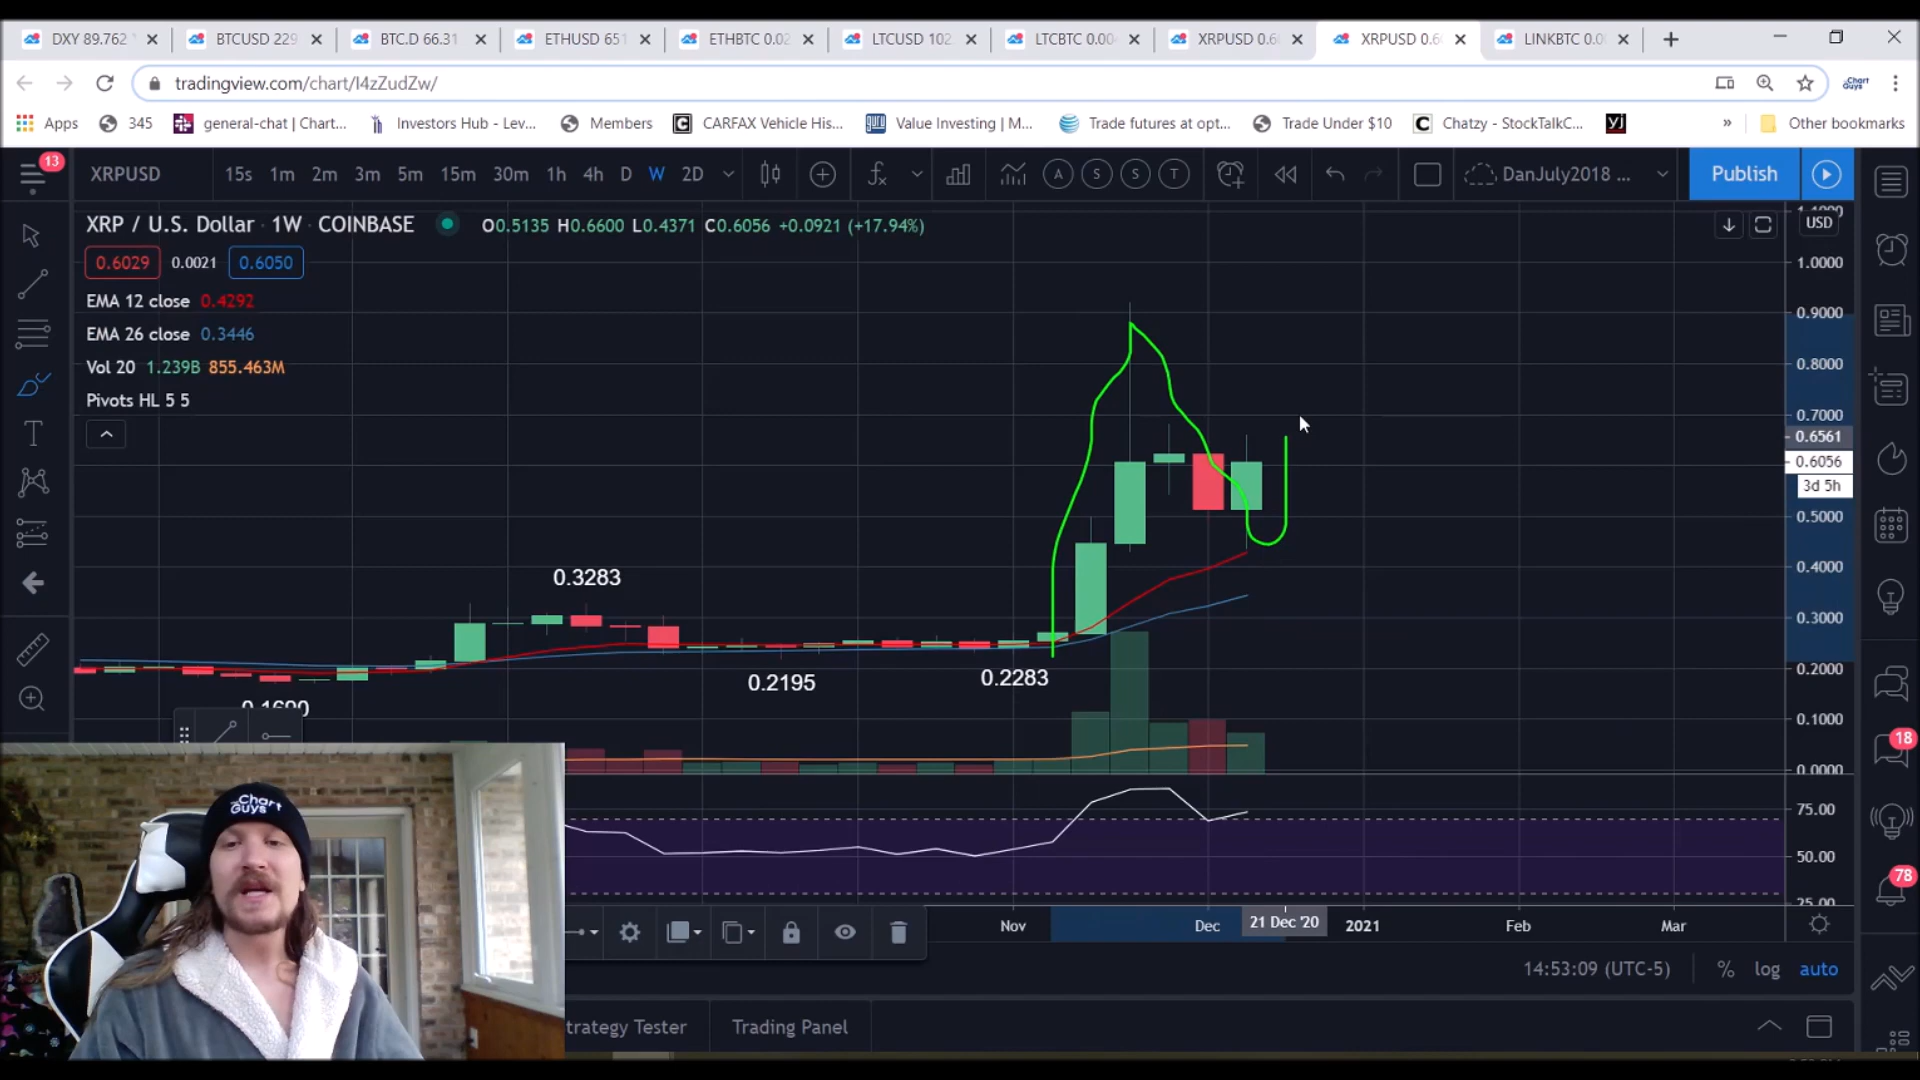 DXY 89.762
BTCUSD 229
BTC.D 66.31
ETHUSD 651
ETHBTC 0.02
LTCUSD 102
LTCBTC 0.00
XRPUSD 0.60
XRPUSD 0.60
LINKBTC 0.0
tradingview.com/chart/I4zZudZw/
Chart Guys
Apps
345
general-chat | Chart...
Investors Hub - Lev...
Members
CARFAX Vehicle His...
guru
Value Investing | M...
Trade futures at opt...
Trade Under $10
Chatzy - StockTalkC...
yj
»
Other bookmarks
13
XRPUSD
15s 1m 2m 3m 5m 15m 30m 1h 4h D W 2D
A S S T
DanJuly2018 ...
Publish
XRP / U.S. Dollar · 1W · COINBASE
O0.5135 H0.6600 L0.4371 C0.6056 +0.0921 (+17.94%)
USD
0.6029 0.0021 0.6050
EMA 12 close 0.4292
EMA 26 close 0.3446
Vol 20 1.239B 855.463M
Pivots HL 5 5
1.0000
0.9000
0.8000
0.7000
0.6561
0.6056
3d 5h
0.5000
0.4000
0.3000
0.2000
0.1000
0.0000
0.3283
0.2195
0.2283
0.1690
75.00
50.00
25.00
18
78
Chart Guys
Nov
Dec
21 Dec '20
2021
Feb
Mar
14:53:09 (UTC-5)
% log auto
trategy Tester
Trading Panel